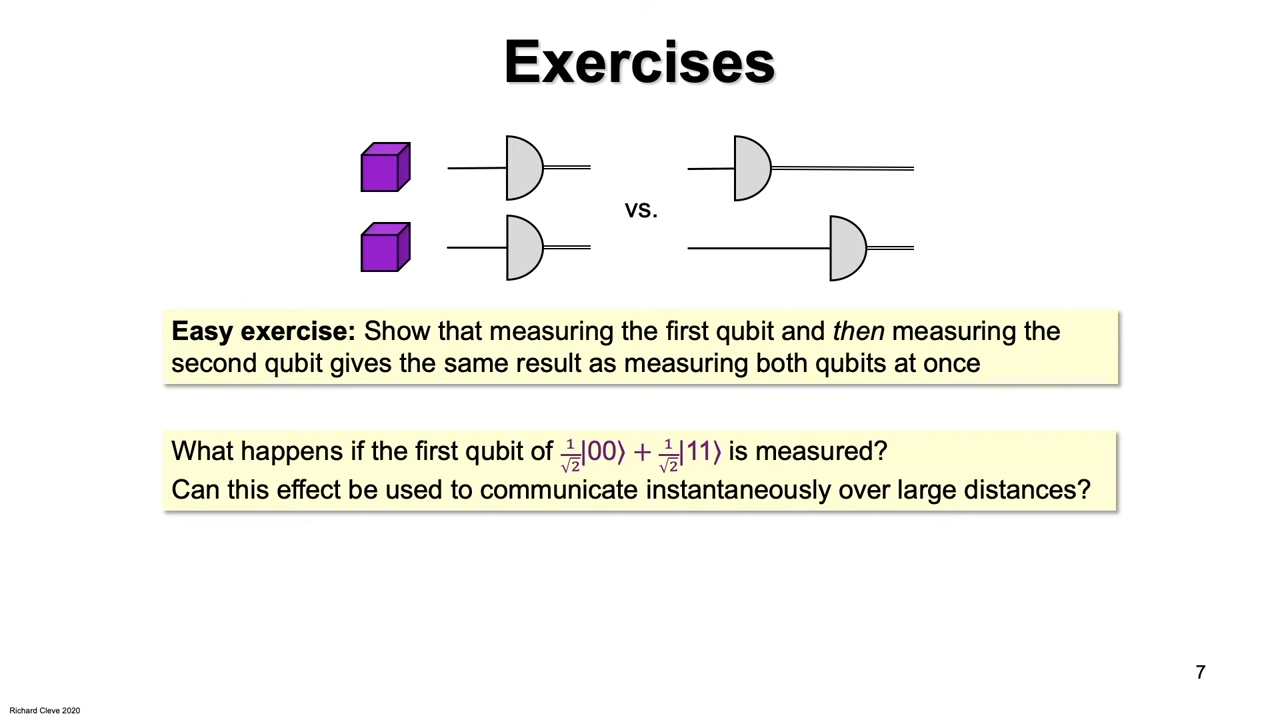 Exercises
vs.
Easy exercise: Show that measuring the first qubit and then measuring the
second qubit gives the same result as measuring both qubits at once
What happens if the first qubit of 1/√2|00⟩ + 1/√2|11⟩ is measured?
Can this effect be used to communicate instantaneously over large distances?
7
Richard Cleve 2020